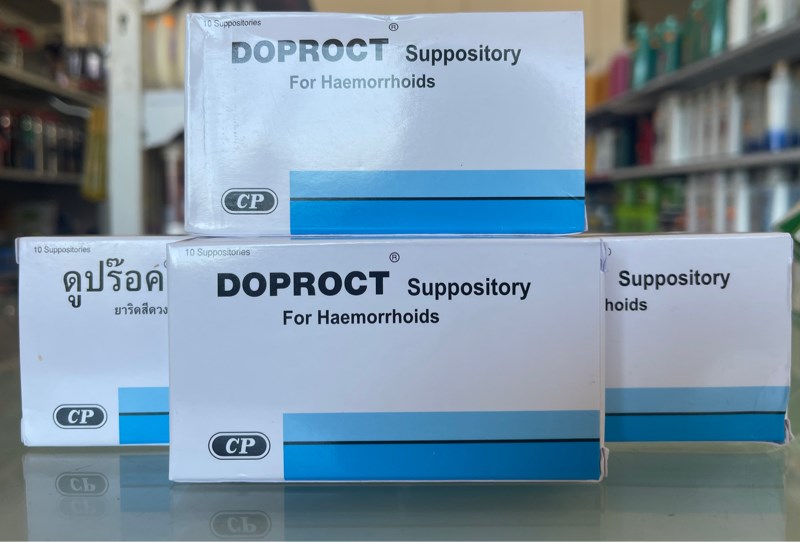 10 Suppositories
DOPROCT® Suppository
For Haemorrhoids
CP
10 Suppositories
ดูปร๊อค
ยาริดสีดวง
CP
10 Suppositories
DOPROCT® Suppository
For Haemorrhoids
CP
Suppository
hoids